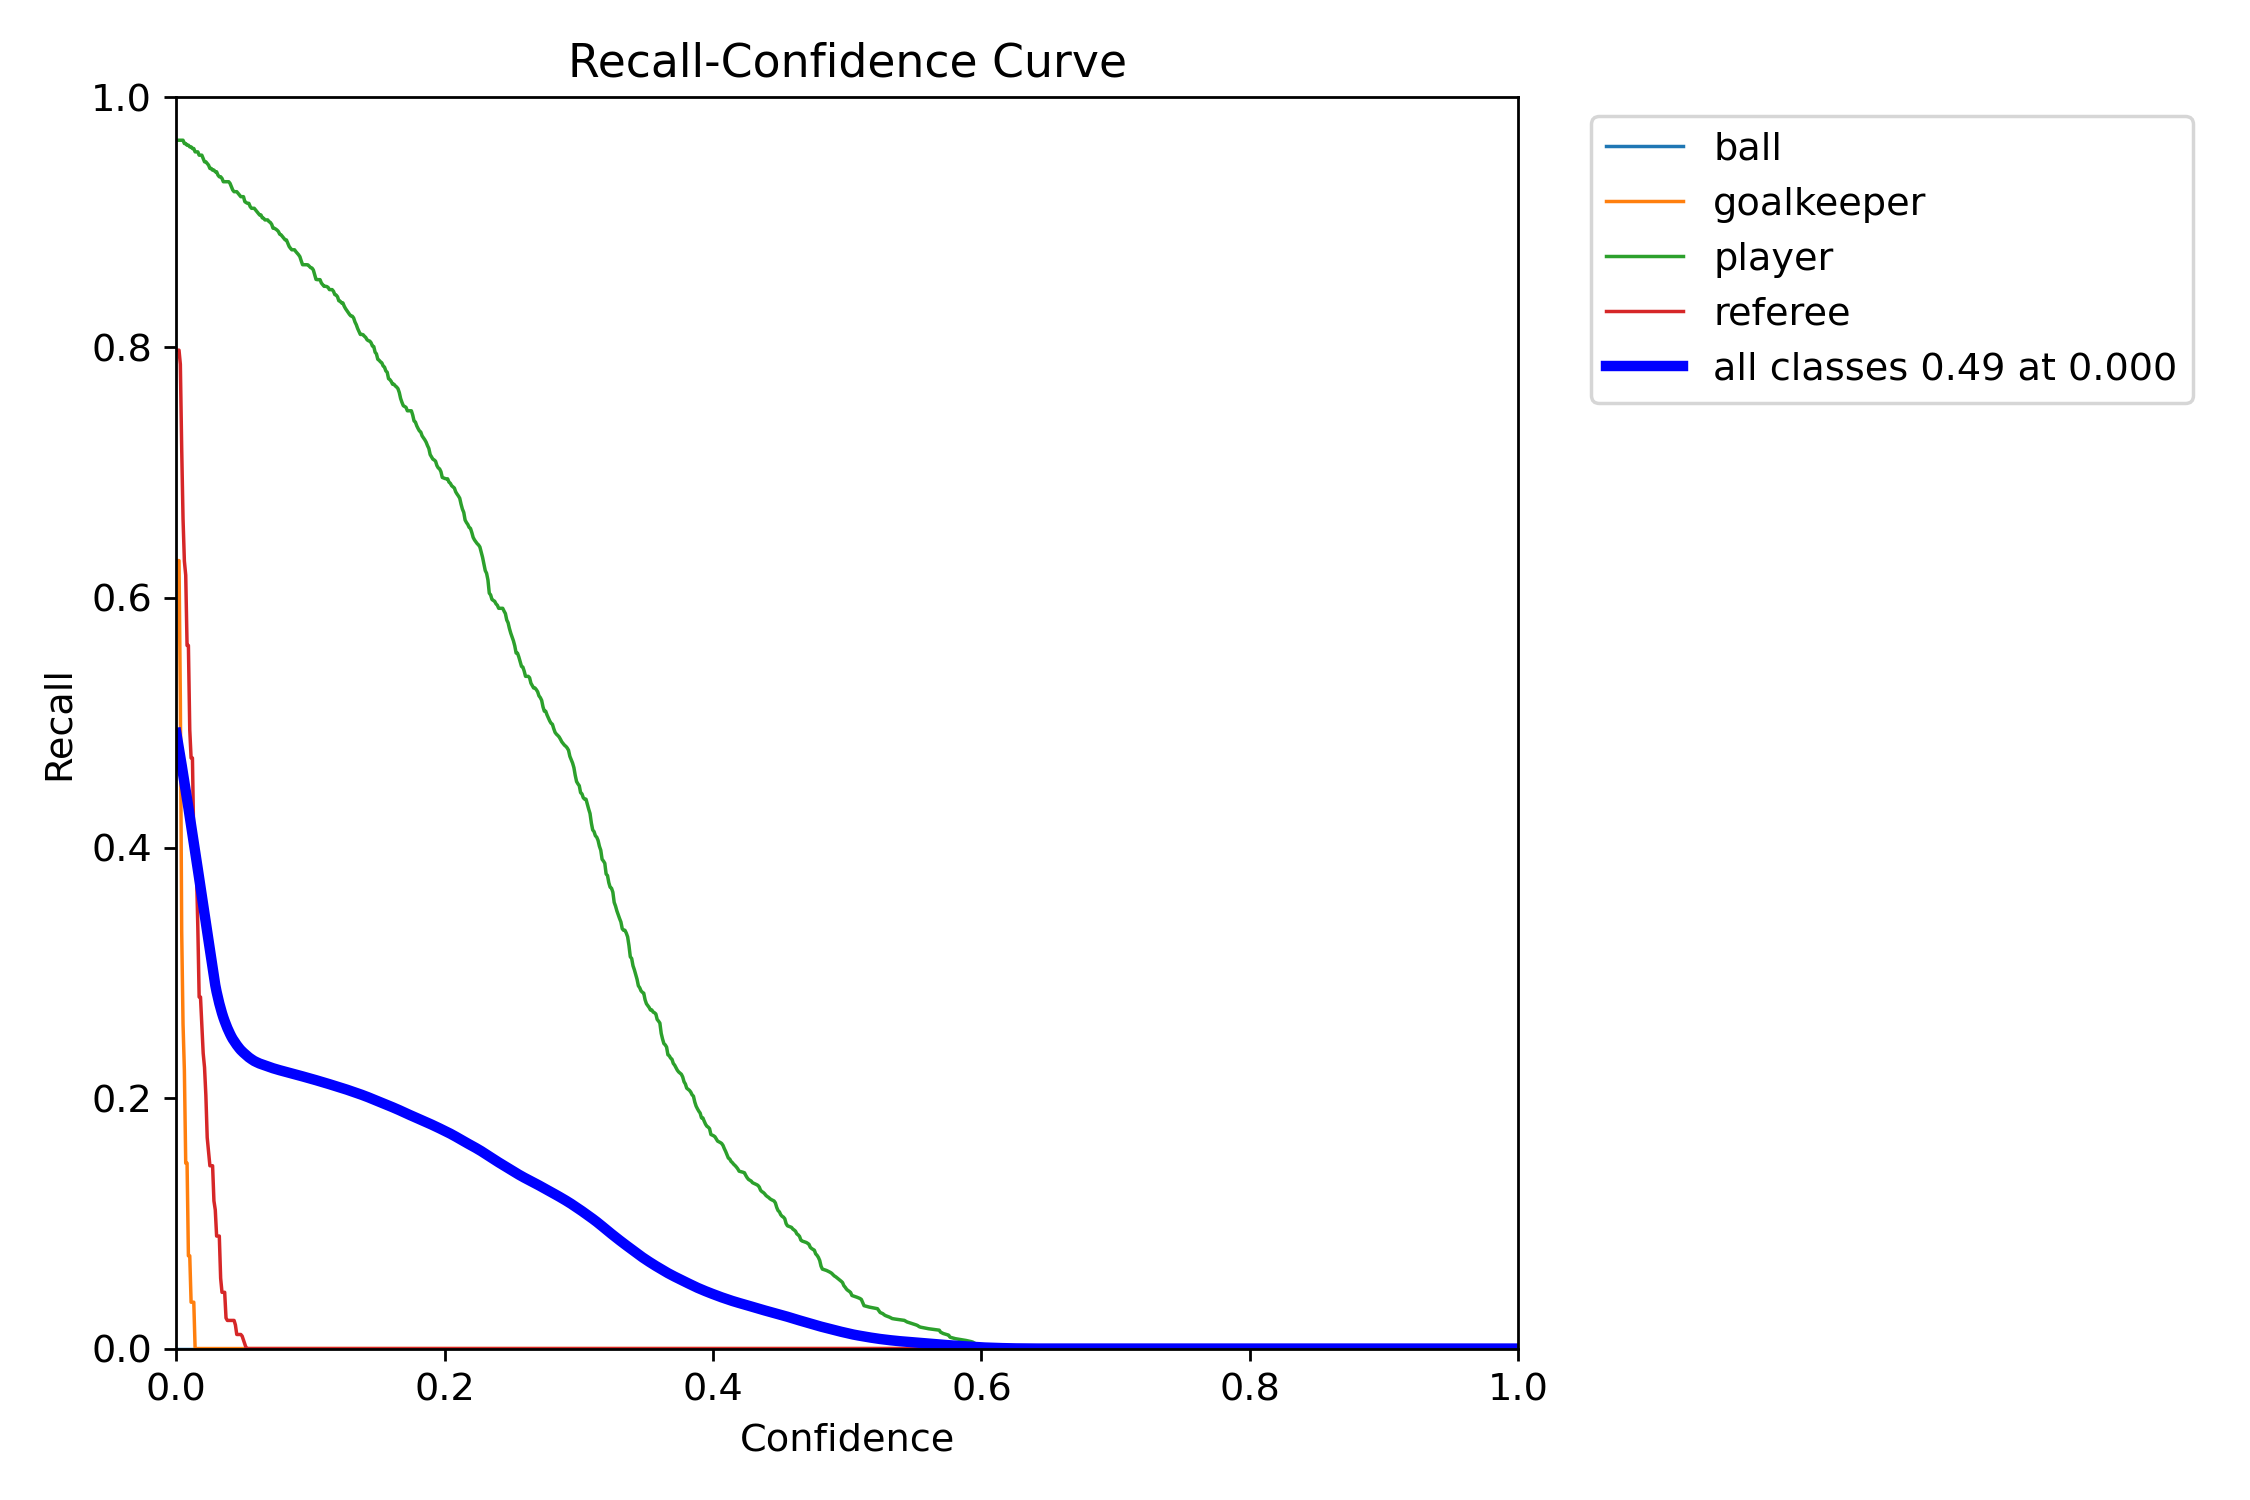 Recall-Confidence Curve
1.0
0.8
0.6
0.4
0.2
0.0
Recall
0.0 0.2 0.4 0.6 0.8 1.0
Confidence
ball
goalkeeper
player
referee
all classes 0.49 at 0.000